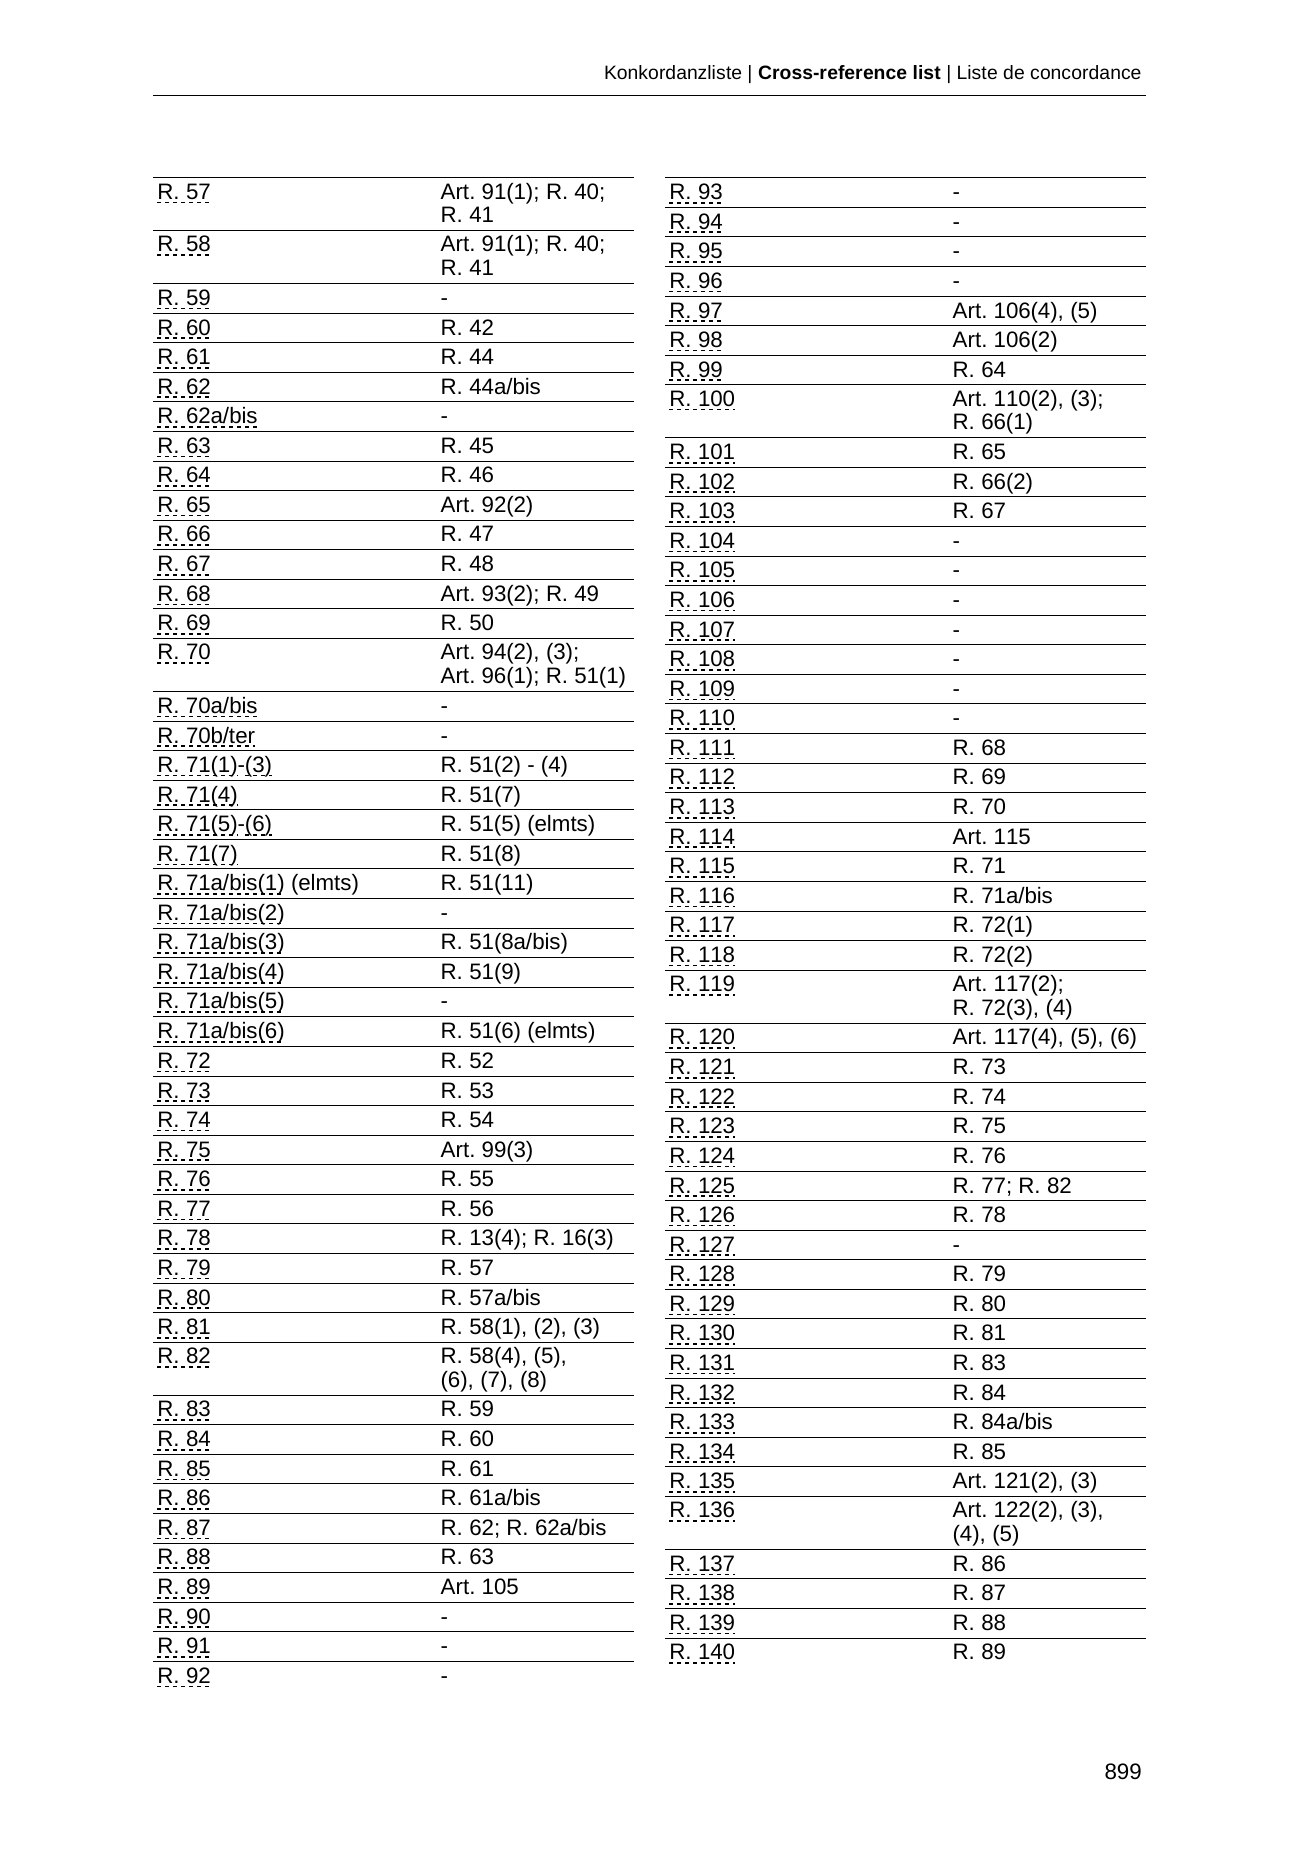 Konkordanzliste | Cross-reference list | Liste de concordance
R. 57 Art. 91(1); R. 40;
R. 41
R. 58 Art. 91(1); R. 40;
R. 41
R. 59 -
R. 60 R. 42
R. 61 R. 44
R. 62 R. 44a/bis
R. 62a/bis -
R. 63 R. 45
R. 64 R. 46
R. 65 Art. 92(2)
R. 66 R. 47
R. 67 R. 48
R. 68 Art. 93(2); R. 49
R. 69 R. 50
R. 70 Art. 94(2), (3);
Art. 96(1); R. 51(1)
R. 70a/bis -
R. 70b/ter -
R. 71(1)-(3) R. 51(2) - (4)
R. 71(4) R. 51(7)
R. 71(5)-(6) R. 51(5) (elmts)
R. 71(7) R. 51(8)
R. 71a/bis(1) (elmts) R. 51(11)
R. 71a/bis(2) -
R. 71a/bis(3) R. 51(8a/bis)
R. 71a/bis(4) R. 51(9)
R. 71a/bis(5) -
R. 71a/bis(6) R. 51(6) (elmts)
R. 72 R. 52
R. 73 R. 53
R. 74 R. 54
R. 75 Art. 99(3)
R. 76 R. 55
R. 77 R. 56
R. 78 R. 13(4); R. 16(3)
R. 79 R. 57
R. 80 R. 57a/bis
R. 81 R. 58(1), (2), (3)
R. 82 R. 58(4), (5),
(6), (7), (8)
R. 83 R. 59
R. 84 R. 60
R. 85 R. 61
R. 86 R. 61a/bis
R. 87 R. 62; R. 62a/bis
R. 88 R. 63
R. 89 Art. 105
R. 90 -
R. 91 -
R. 92 -
R. 93 -
R. 94 -
R. 95 -
R. 96 -
R. 97 Art. 106(4), (5)
R. 98 Art. 106(2)
R. 99 R. 64
R. 100 Art. 110(2), (3);
R. 66(1)
R. 101 R. 65
R. 102 R. 66(2)
R. 103 R. 67
R. 104 -
R. 105 -
R. 106 -
R. 107 -
R. 108 -
R. 109 -
R. 110 -
R. 111 R. 68
R. 112 R. 69
R. 113 R. 70
R. 114 Art. 115
R. 115 R. 71
R. 116 R. 71a/bis
R. 117 R. 72(1)
R. 118 R. 72(2)
R. 119 Art. 117(2);
R. 72(3), (4)
R. 120 Art. 117(4), (5), (6)
R. 121 R. 73
R. 122 R. 74
R. 123 R. 75
R. 124 R. 76
R. 125 R. 77; R. 82
R. 126 R. 78
R. 127 -
R. 128 R. 79
R. 129 R. 80
R. 130 R. 81
R. 131 R. 83
R. 132 R. 84
R. 133 R. 84a/bis
R. 134 R. 85
R. 135 Art. 121(2), (3)
R. 136 Art. 122(2), (3),
(4), (5)
R. 137 R. 86
R. 138 R. 87
R. 139 R. 88
R. 140 R. 89
899